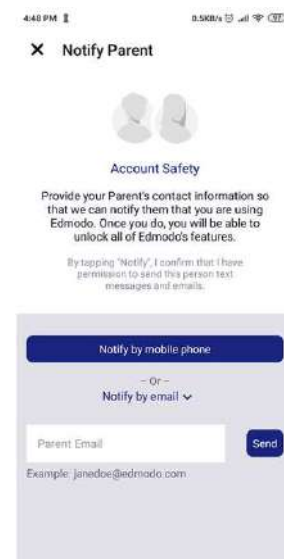 4:48 PM
0.5KB/s 97
Notify Parent
Account Safety
Provide your Parent's contact information so
that we can notify them that you are using
Edmodo. Once you do, you will be able to
unlock all of Edmodo's features.
By tapping "Notify", I confirm that I have
permission to send this person text
messages and emails.
Notify by mobile phone
- Or -
Notify by email
Parent Email
Send
Example: janedoe@edmodo.com